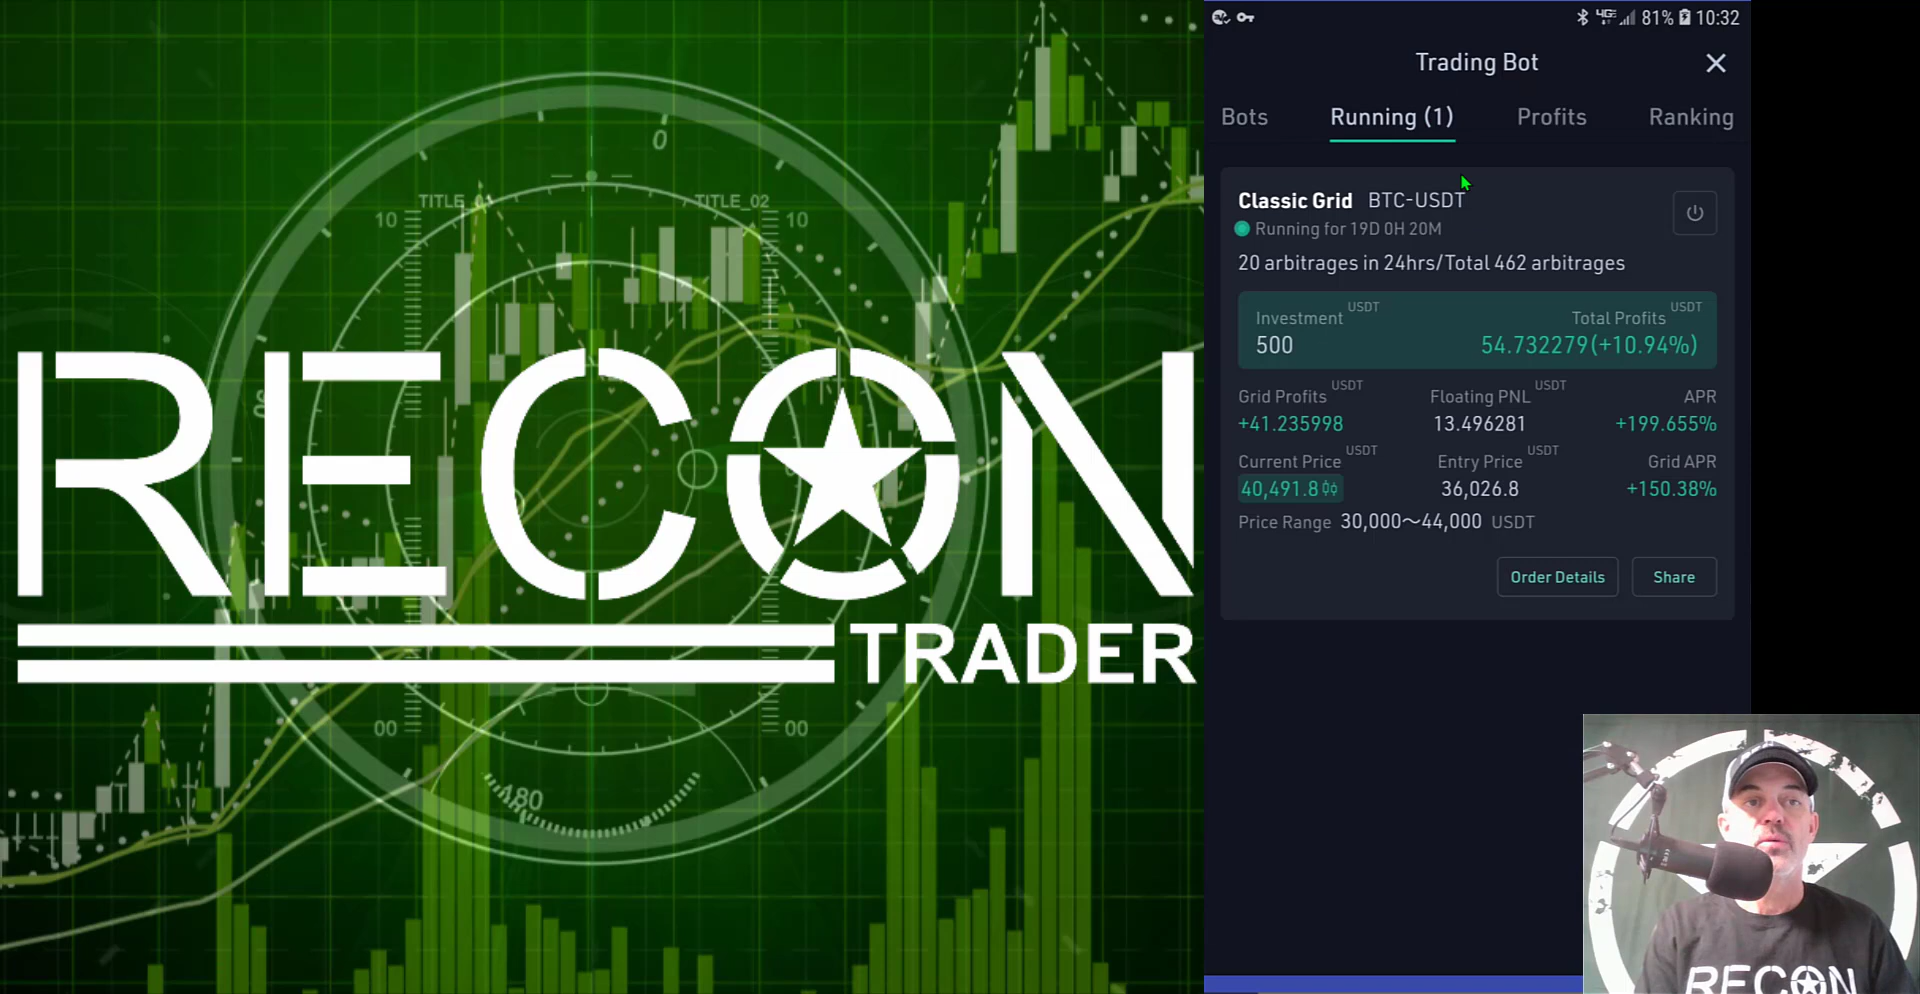 RECON
TRADER
TITLE_01
TITLE_02
0
10
10
00
00
180
81% 10:32
Trading Bot
Bots Running (1) Profits Ranking
Classic Grid BTC-USDT
Running for 19D 0H 20M
20 arbitrages in 24hrs/Total 462 arbitrages
Investment USDT Total Profits USDT
500 54.732279(+10.94%)
Grid Profits USDT Floating PNL USDT APR
+41.235998 13.496281 +199.655%
Current Price USDT Entry Price USDT Grid APR
40,491.8 36,026.8 +150.38%
Price Range 30,000~44,000 USDT
Order Details Share
RECON